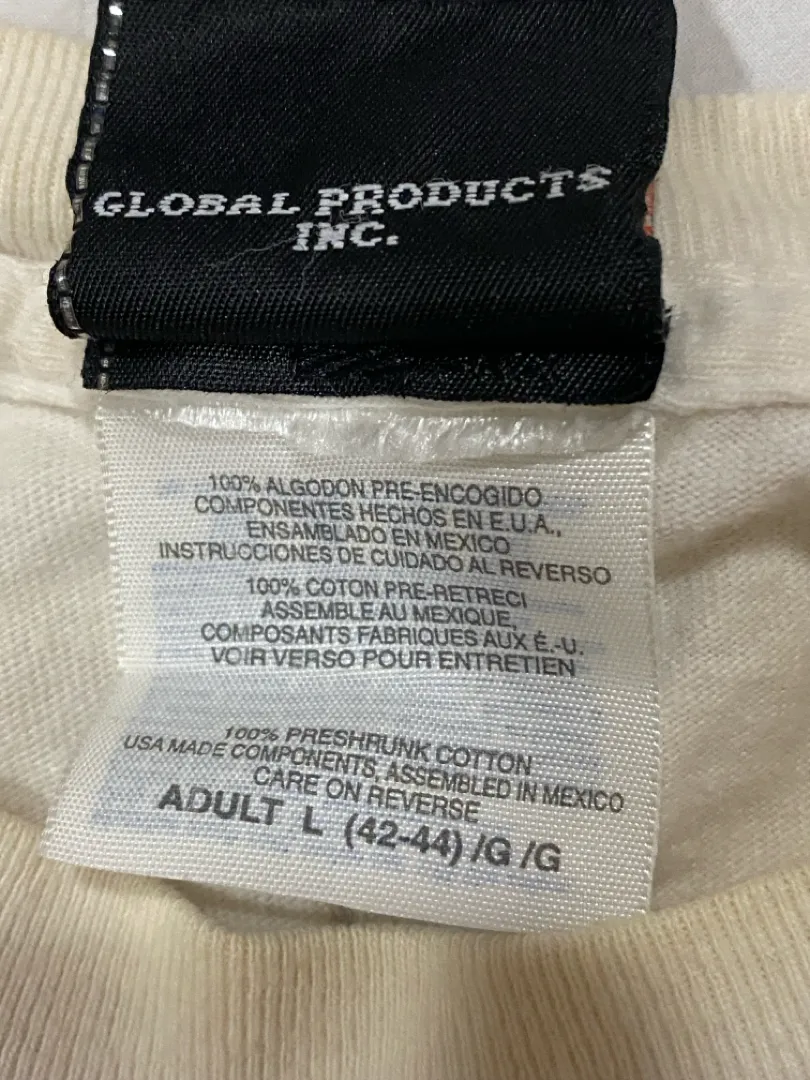 GLOBAL PRODUCTS
INC.
100% ALGODON PRE-ENCOGIDO
COMPONENTES HECHOS EN E.U.A.,
ENSAMBLADO EN MEXICO
INSTRUCCIONES DE CUIDADO AL REVERSO
100% COTON PRE-RETRECI
ASSEMBLE AU MEXIQUE,
COMPOSANTS FABRIQUES AUX É.-U.
VOIR VERSO POUR ENTRETIEN
100% PRESHRUNK COTTON
USA MADE COMPONENTS, ASSEMBLED IN MEXICO
CARE ON REVERSE
ADULT L (42-44) /G /G